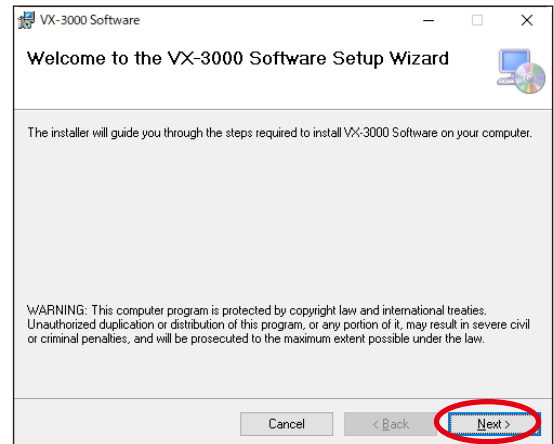 VX-3000 Software
Welcome to the VX-3000 Software Setup Wizard
The installer will guide you through the steps required to install VX-3000 Software on your computer.
WARNING: This computer program is protected by copyright law and international treaties.
Unauthorized duplication or distribution of this program, or any portion of it, may result in severe civil
or criminal penalties, and will be prosecuted to the maximum extent possible under the law.
Cancel
< Back
Next >